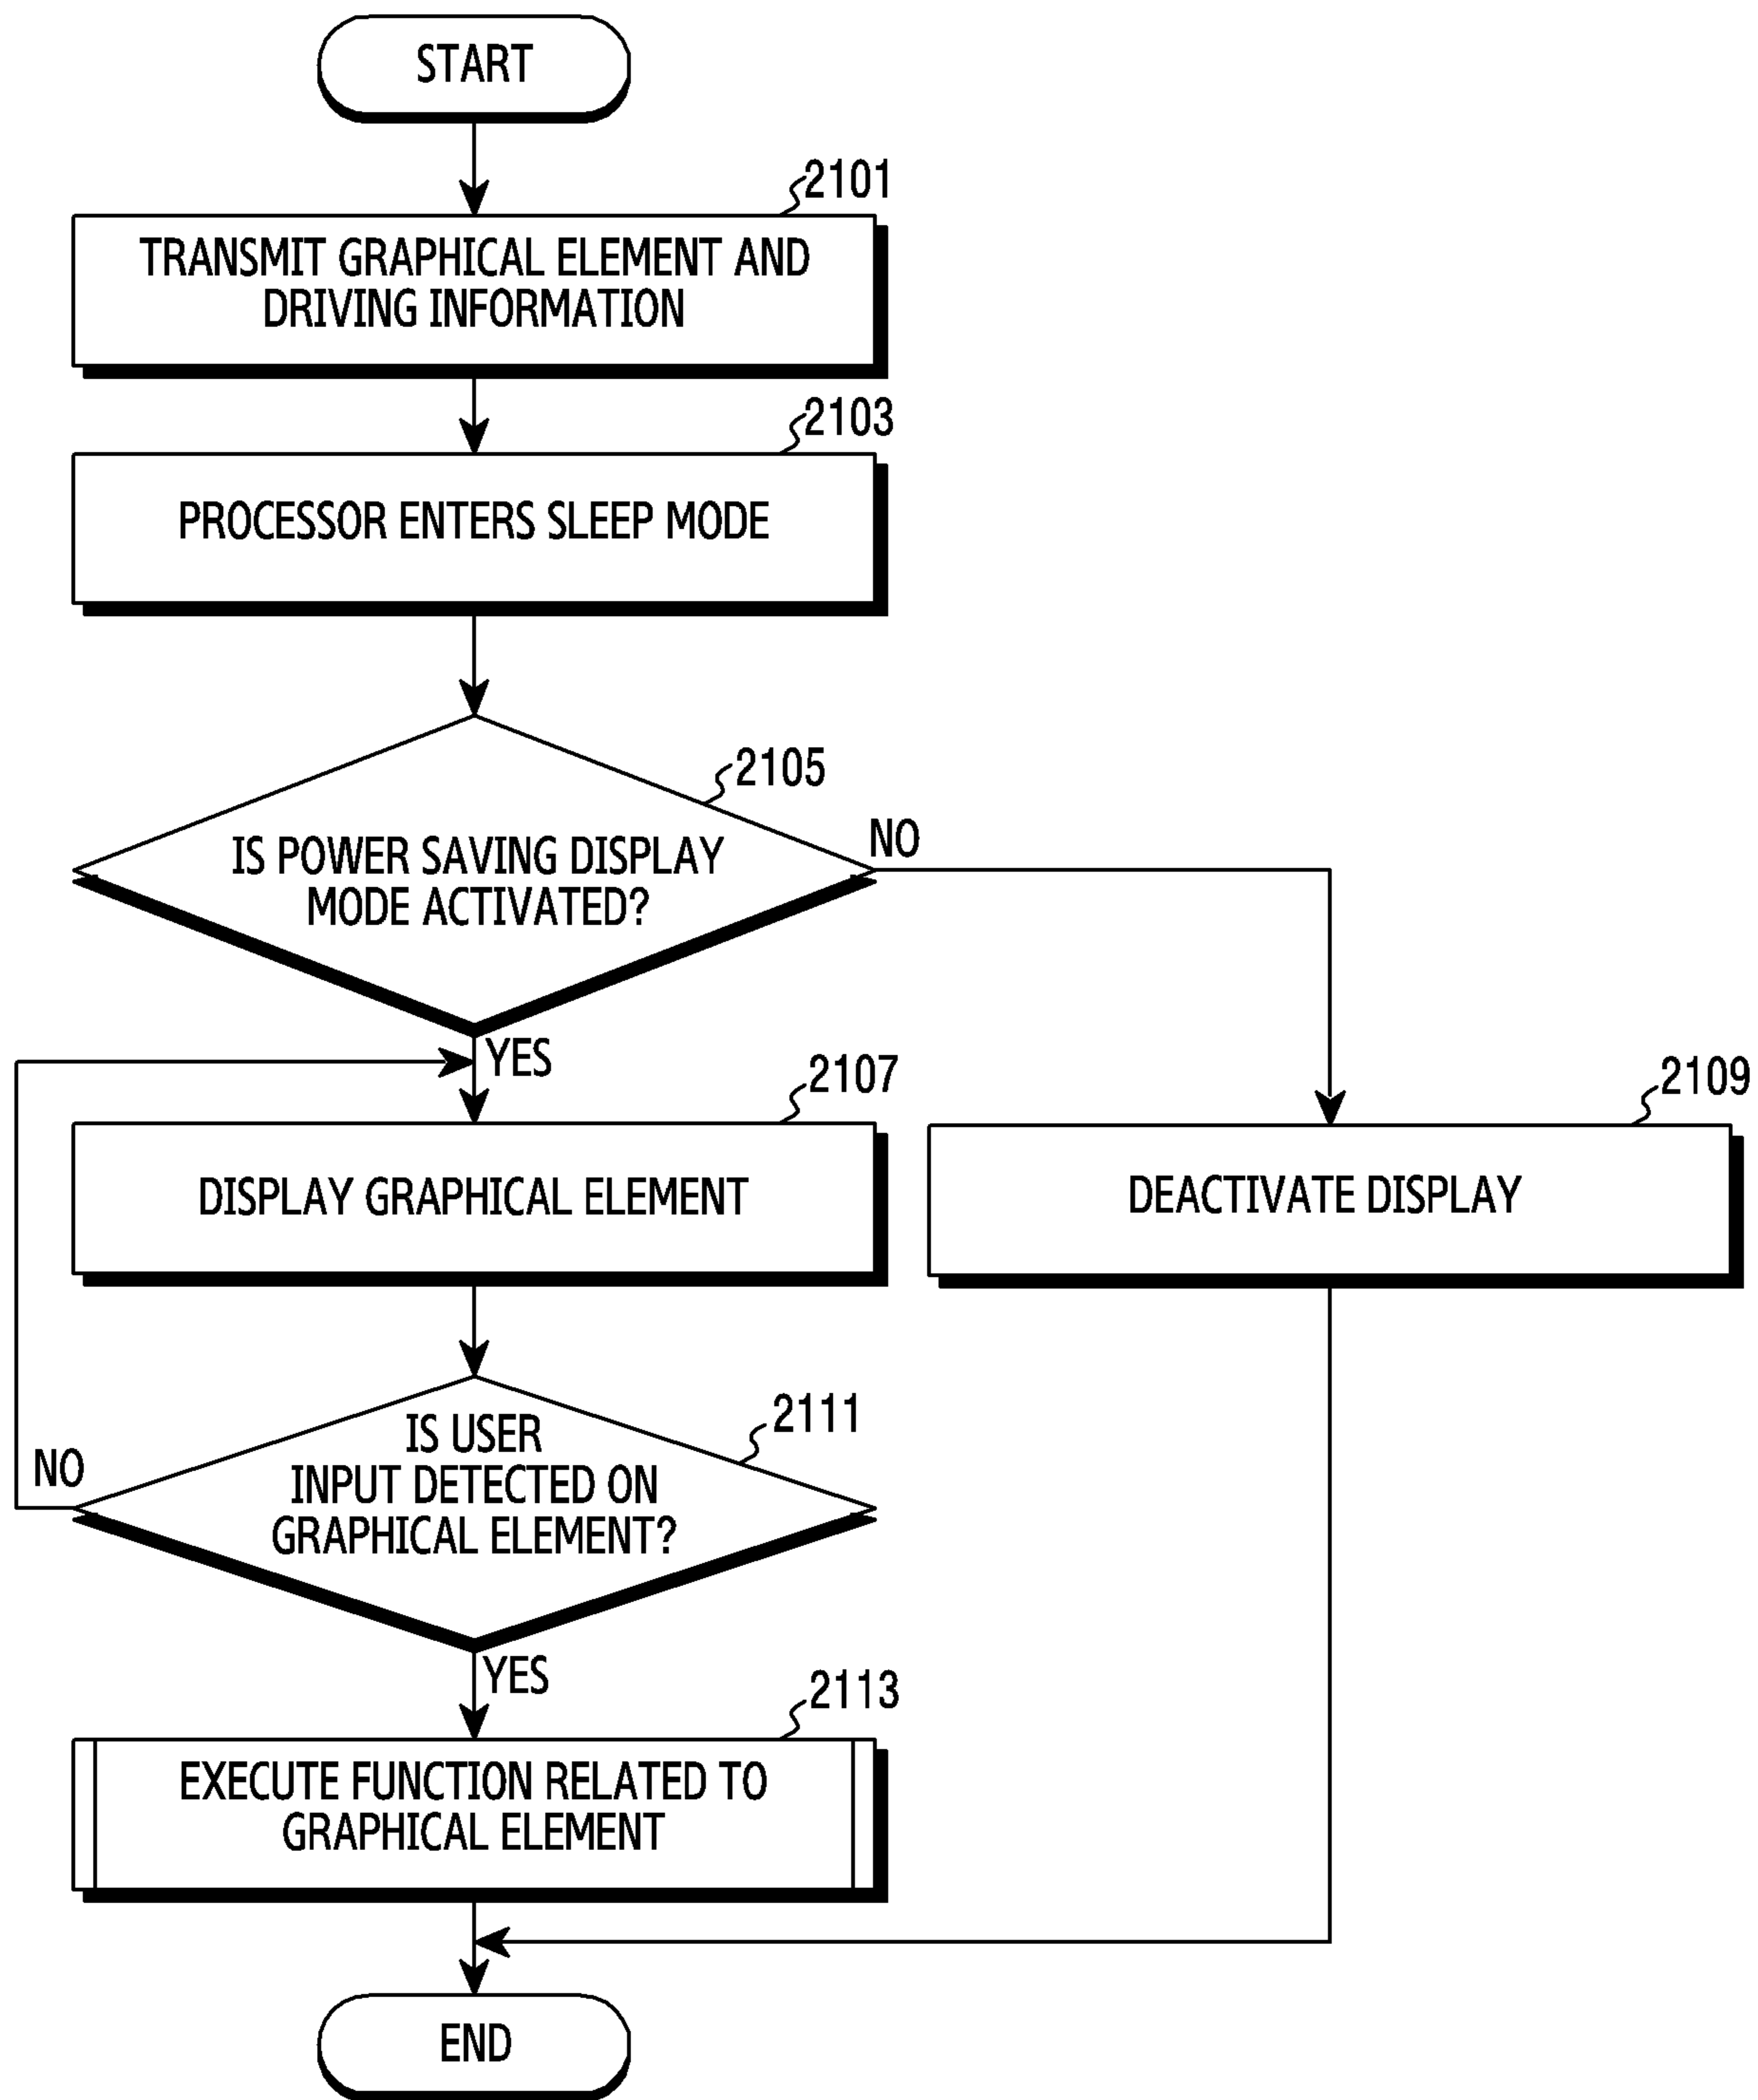 START
2101
TRANSMIT GRAPHICAL ELEMENT AND
DRIVING INFORMATION
2103
PROCESSOR ENTERS SLEEP MODE
2105
IS POWER SAVING DISPLAY
MODE ACTIVATED?
NO
YES
2107
DISPLAY GRAPHICAL ELEMENT
2109
DEACTIVATE DISPLAY
2111
IS USER
INPUT DETECTED ON
GRAPHICAL ELEMENT?
NO
YES
2113
EXECUTE FUNCTION RELATED TO
GRAPHICAL ELEMENT
END